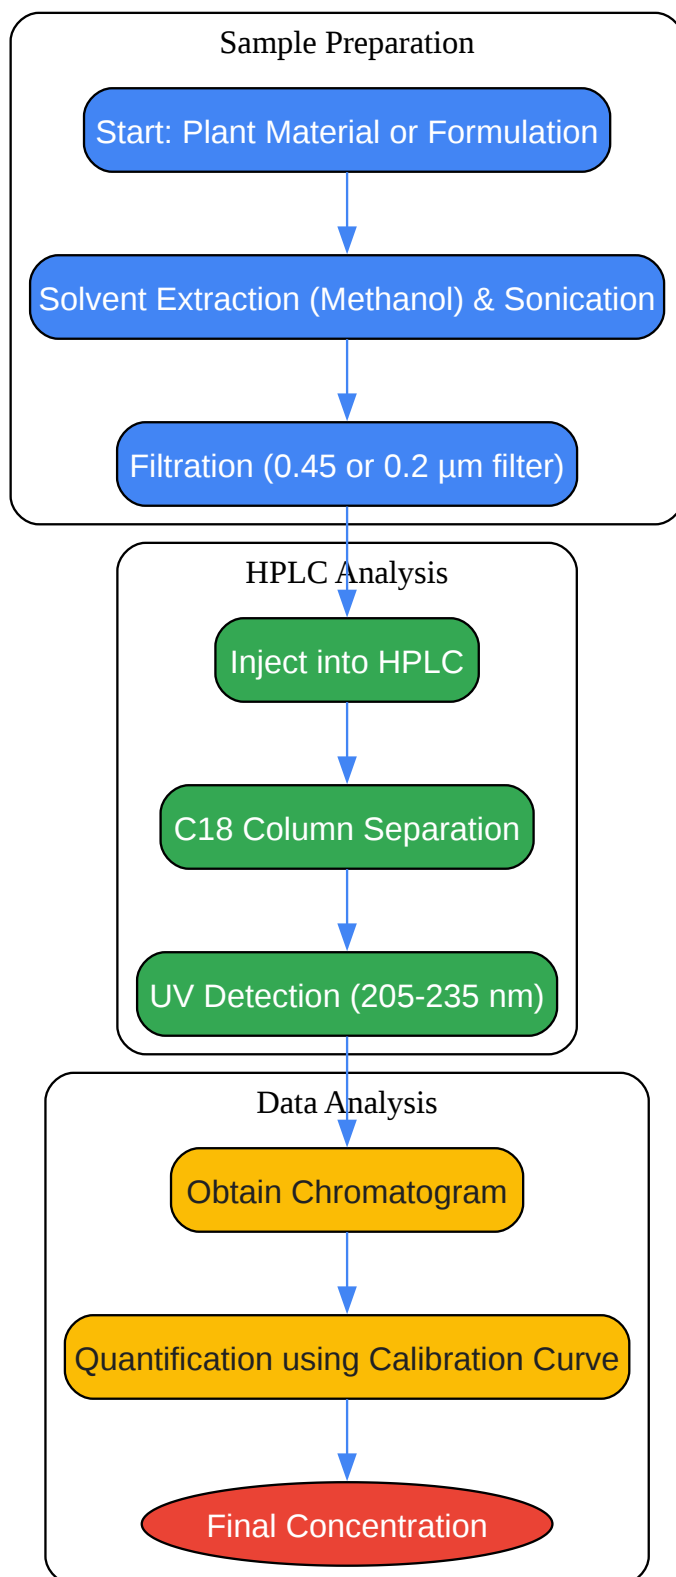 Sample Preparation
Start: Plant Material or Formulation
Solvent Extraction (Methanol) & Sonication
Filtration (0.45 or 0.2 µm filter)
HPLC Analysis
Inject into HPLC
C18 Column Separation
UV Detection (205-235 nm)
Data Analysis
Obtain Chromatogram
Quantification using Calibration Curve
Final Concentration